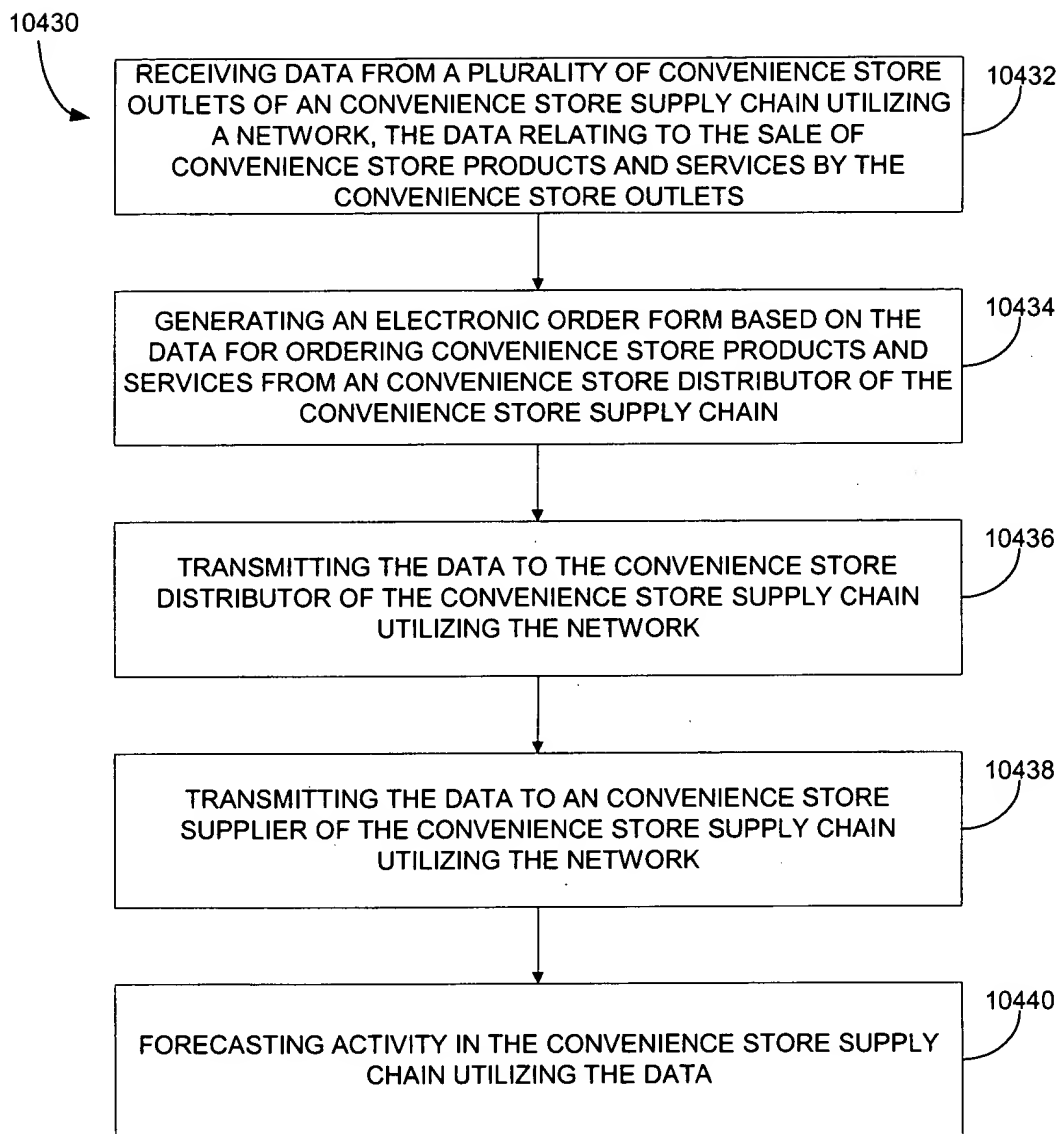 10430
RECEIVING DATA FROM A PLURALITY OF CONVENIENCE STORE
OUTLETS OF AN CONVENIENCE STORE SUPPLY CHAIN UTILIZING
A NETWORK, THE DATA RELATING TO THE SALE OF
CONVENIENCE STORE PRODUCTS AND SERVICES BY THE
CONVENIENCE STORE OUTLETS
10432
GENERATING AN ELECTRONIC ORDER FORM BASED ON THE
DATA FOR ORDERING CONVENIENCE STORE PRODUCTS AND
SERVICES FROM AN CONVENIENCE STORE DISTRIBUTOR OF THE
CONVENIENCE STORE SUPPLY CHAIN
10434
TRANSMITTING THE DATA TO THE CONVENIENCE STORE
DISTRIBUTOR OF THE CONVENIENCE STORE SUPPLY CHAIN
UTILIZING THE NETWORK
10436
TRANSMITTING THE DATA TO AN CONVENIENCE STORE
SUPPLIER OF THE CONVENIENCE STORE SUPPLY CHAIN
UTILIZING THE NETWORK
10438
FORECASTING ACTIVITY IN THE CONVENIENCE STORE SUPPLY
CHAIN UTILIZING THE DATA
10440